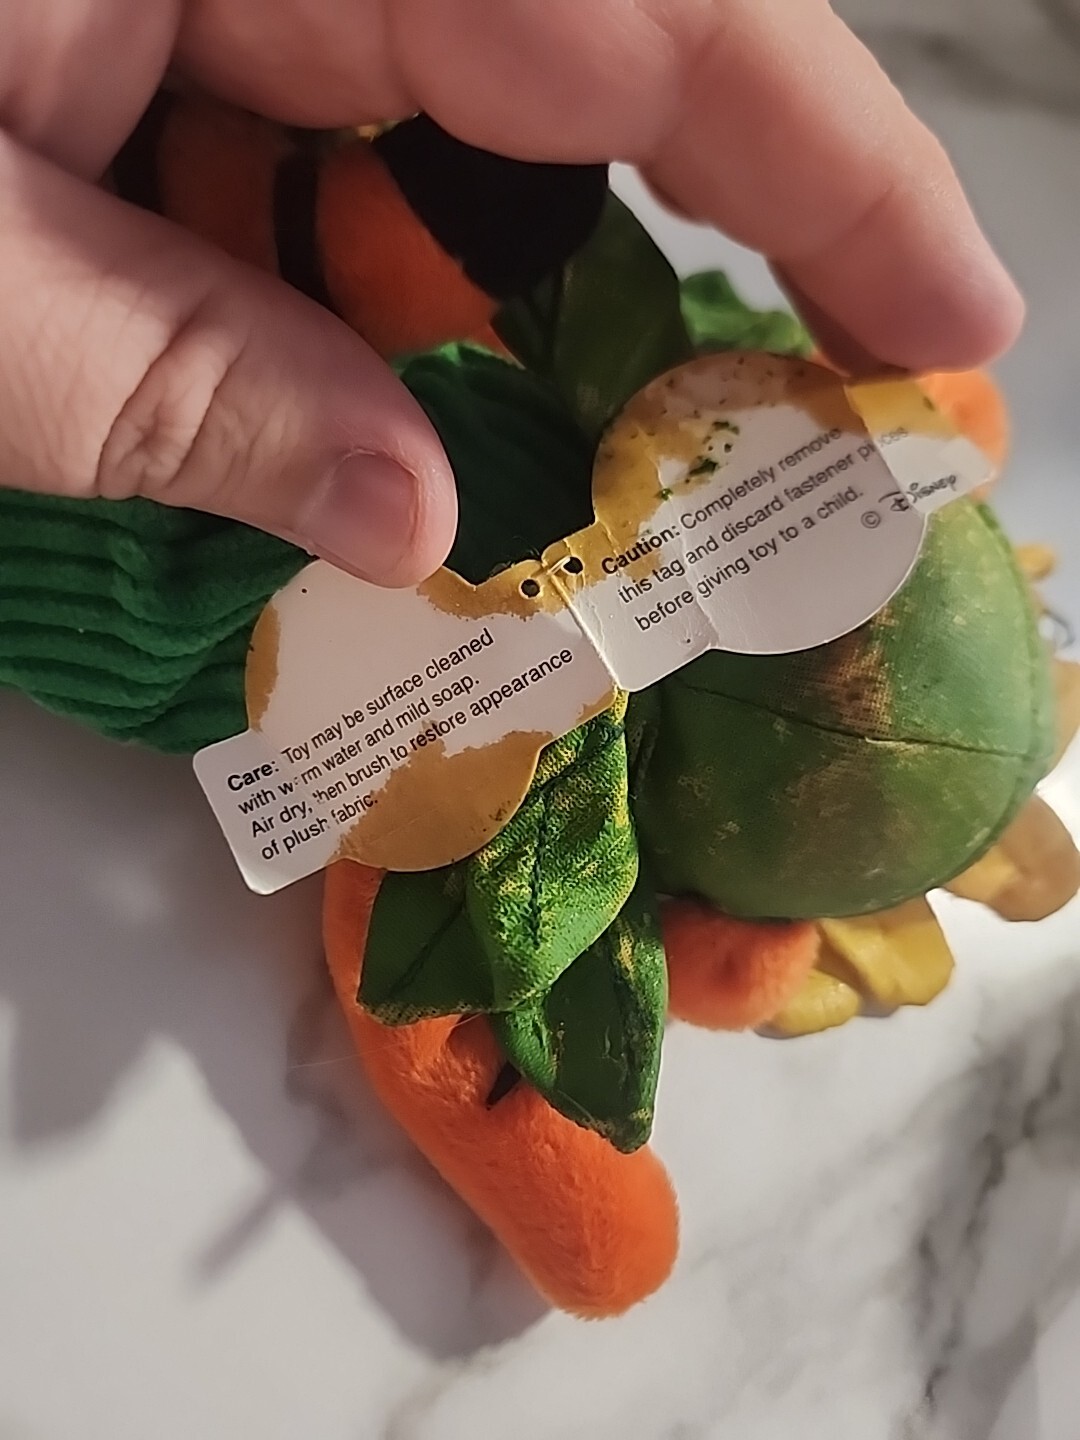 Care: Toy may be surface cleaned
with warm water and mild soap.
Air dry, then brush to restore appearance
of plush fabric.
Caution: Completely remove
this tag and discard fastener pieces
before giving toy to a child.
© Disney